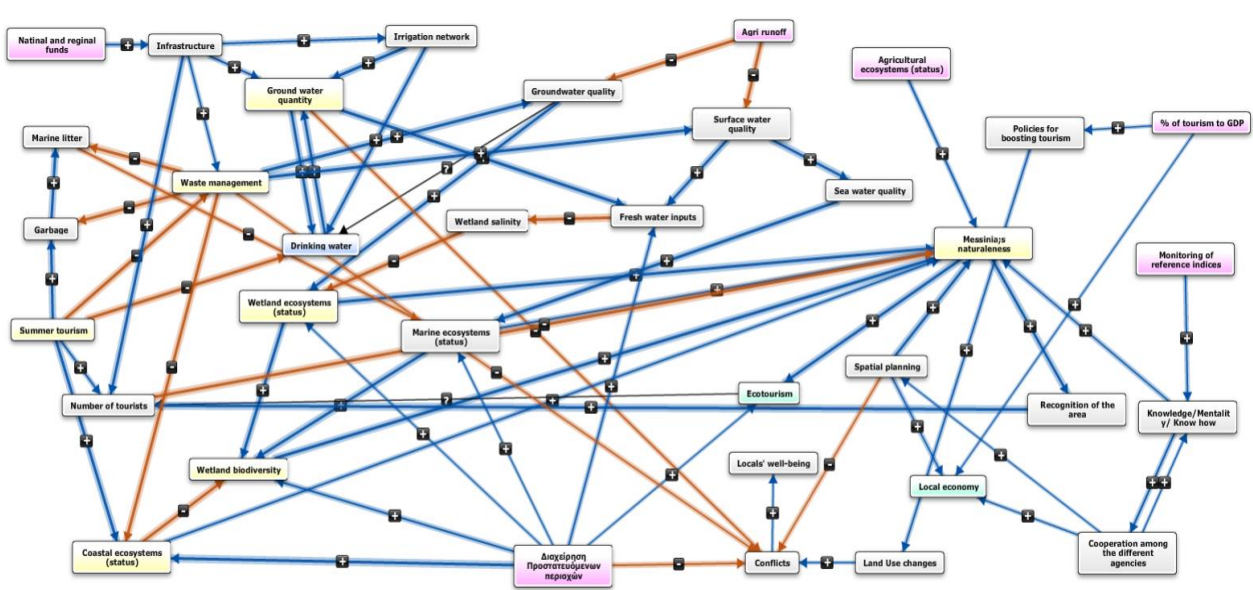 Natinal and reginal
funds
Infrastructure
Irrigation network
Agri runoff
Agricultural
ecosystems (status)
Ground water
quantity
Groundwater quality
Surface water
quality
Policies for
boosting tourism
% of tourism to GDP
Marine litter
Waste management
Sea water quality
Garbage
Drinking water
Wetland salinity
Fresh water inputs
Messinia;s
naturaleness
Monitoring of
reference indices
Wetland ecosystems
(status)
Summer tourism
Marine ecosystems
(status)
Spatial planning
Number of tourists
Ecotourism
Recognition of the
area
Knowledge/Mentalit
y/ Know how
Wetland biodiversity
Locals' well-being
Local economy
Coastal ecosystems
(status)
Διαχείρηση
Προστατευόμενων
περιοχών
Conflicts
Land Use changes
Cooperation among
the different
agencies